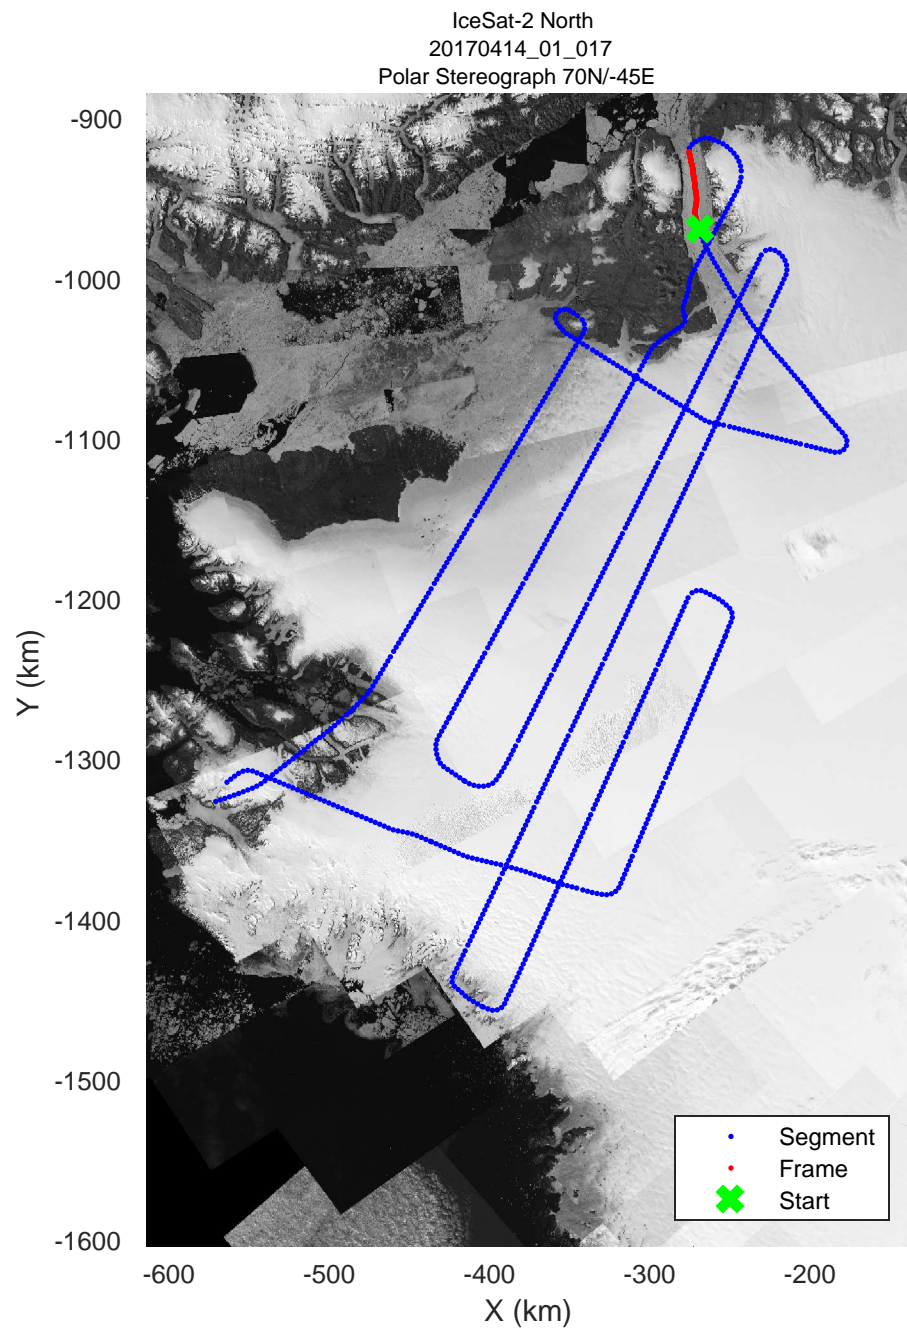 IceSat-2 North
20170414_01_017
Polar Stereograph 70N/-45E
-900
-1000
-1100
-1200
-1300
-1400
-1500
-1600
Y (km)
Segment
Frame
Start
-600 -500 -400 -300 -200
X (km)